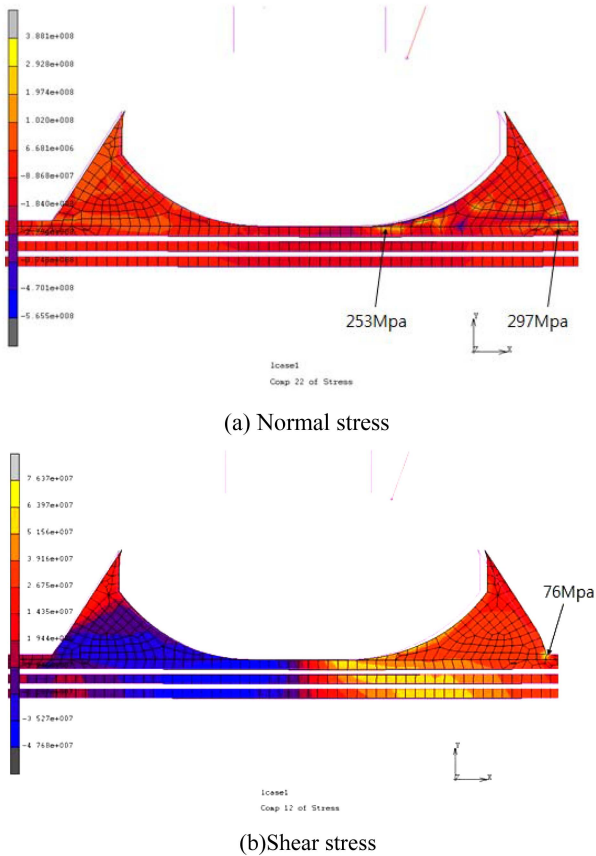 3.881e+008
2.928e+008
1.974e+008
1.020e+008
6.681e+006
-8.868e+007
-4.701e+008
-5.655e+008
253Mpa
297Mpa
Y
Z X
lcase1
Comp 22 of Stress
(a) Normal stress
7 637e+007
6 397e+007
5 156e+007
3 916e+007
2 675e+007
1 435e+007
1 944e+006
-3 527e+007
-4 768e+007
76Mpa
Y
Z X
lcase1
Comp 12 of Stress
(b)Shear stress